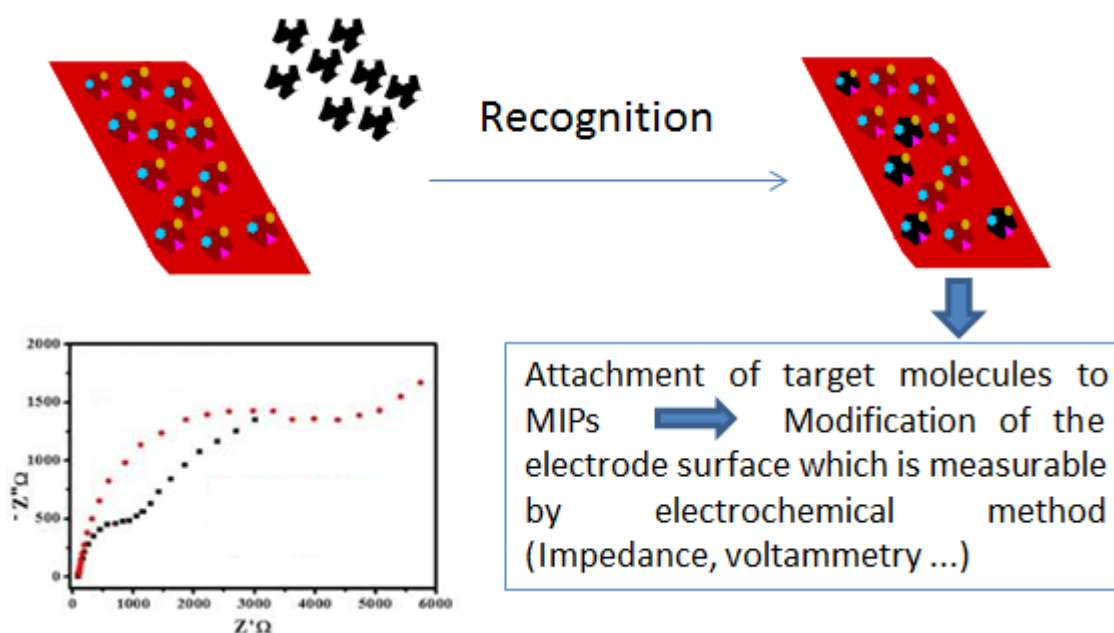 Recognition
Attachment of target molecules to
MIPs Modification of the
electrode surface which is measurable
by electrochemical method
(Impedance, voltammetry ...)
2000
1500
1000
500
0
- Z''Ω
0 1000 2000 3000 4000 5000 6000
Z'Ω